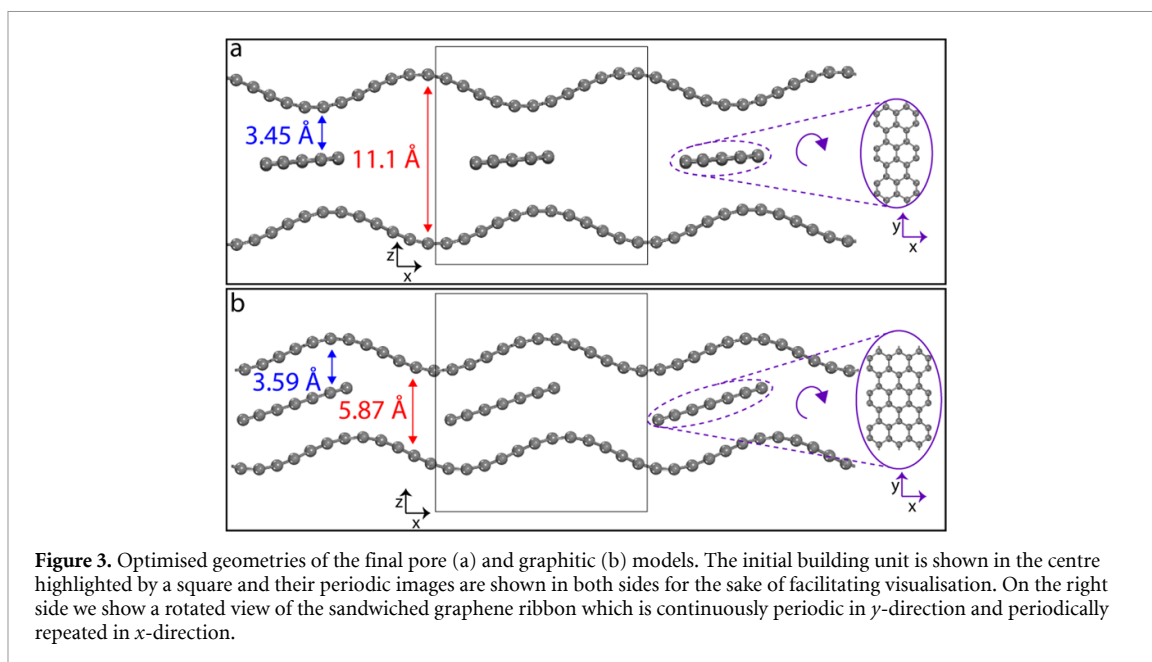 a
3.45 Å
11.1 Å
z
x
y
x
b
3.59 Å
5.87 Å
z
x
y
x
Figure 3. Optimised geometries of the final pore (a) and graphitic (b) models. The initial building unit is shown in the centre
highlighted by a square and their periodic images are shown in both sides for the sake of facilitating visualisation. On the right
side we show a rotated view of the sandwiched graphene ribbon which is continuously periodic in y-direction and periodically
repeated in x-direction.